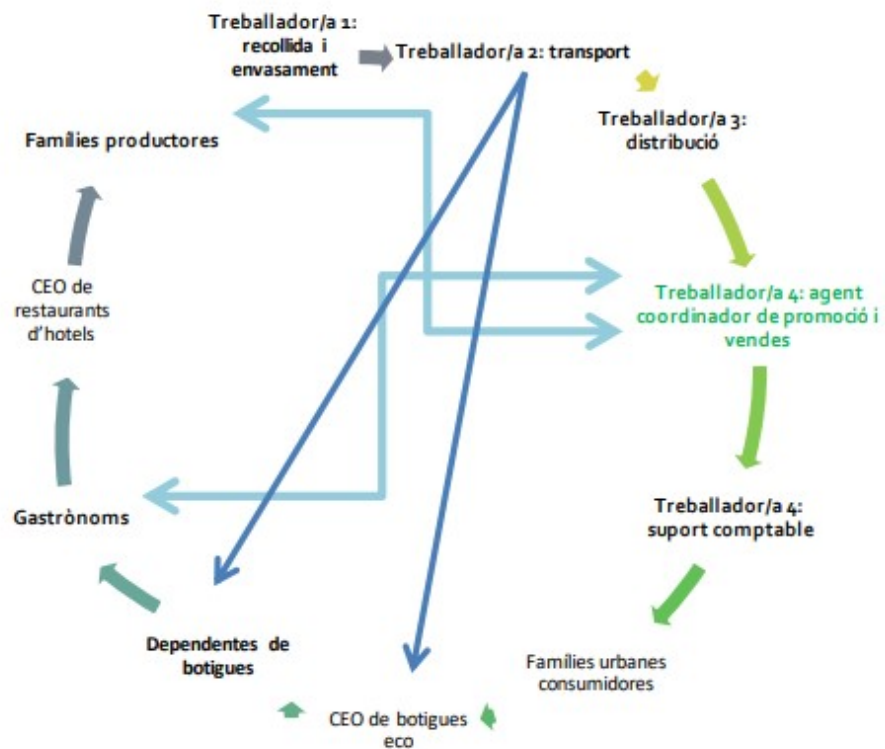 Treballador/a 1:
recollida i
envasament
Treballador/a 2: transport
Treballador/a 3:
distribució
Treballador/a 4: agent
coordinador de promoció i
vendes
Treballador/a 4:
suport comptable
Famílies urbanes
consumidores
CEO de botigues
eco
Dependentes de
botigues
Gastrònoms
CEO de
restaurants
d'hotels
Famílies productores